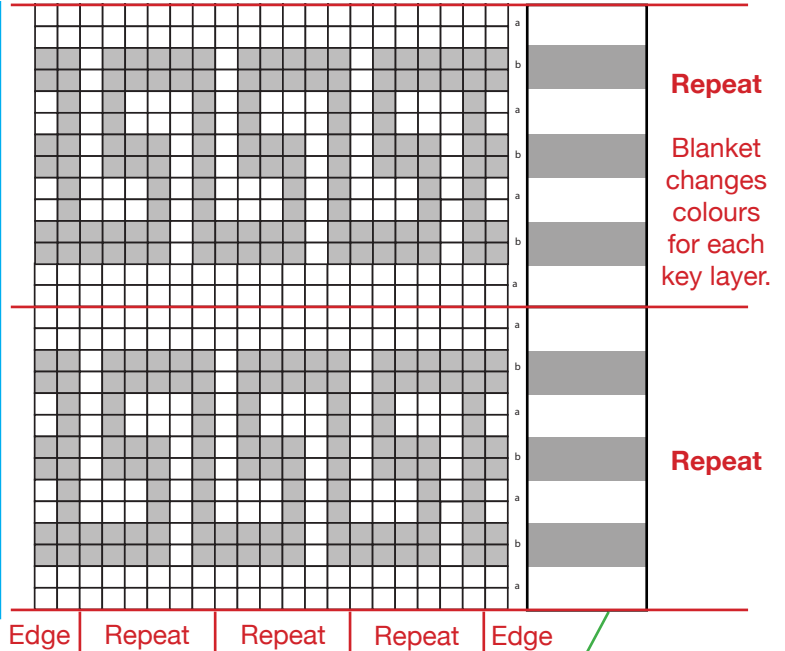 a
b
a
b
a
b
a
Repeat
Blanket
changes
colours
for each
key layer.
a
b
a
b
a
b
a
Repeat
Edge Repeat Repeat Repeat Edge